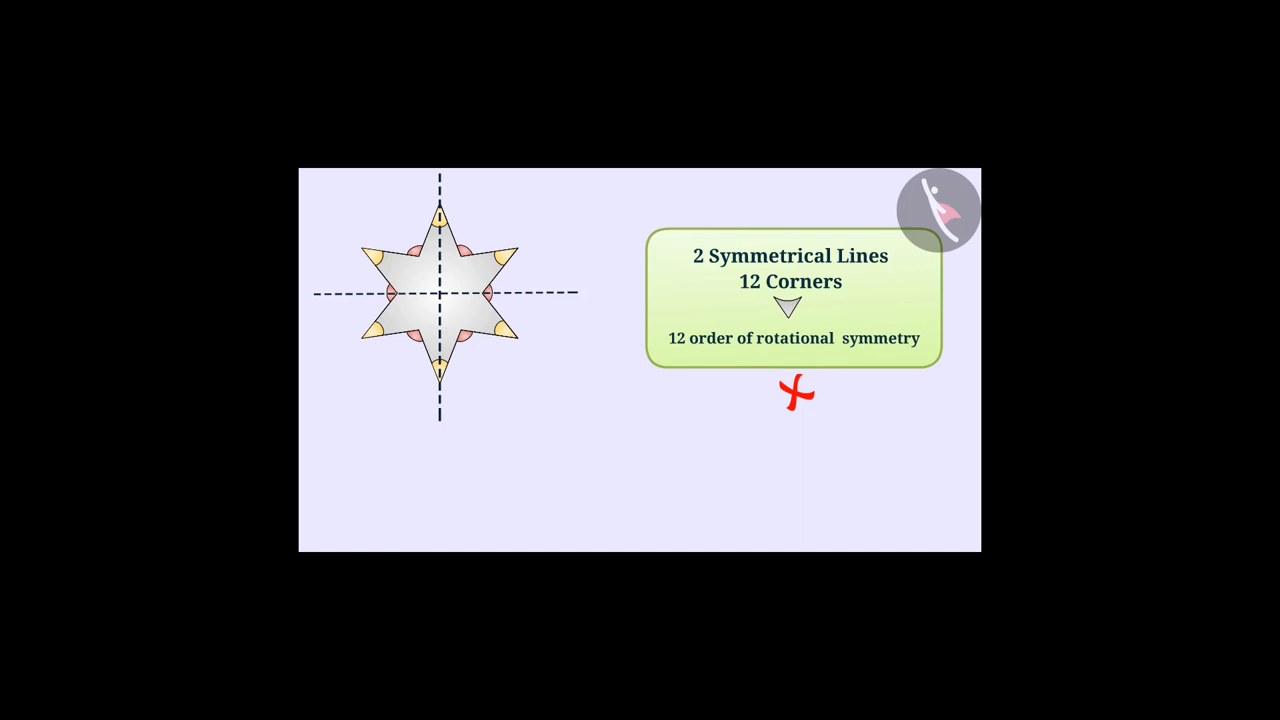 2 Symmetrical Lines
12 Corners
12 order of rotational symmetry